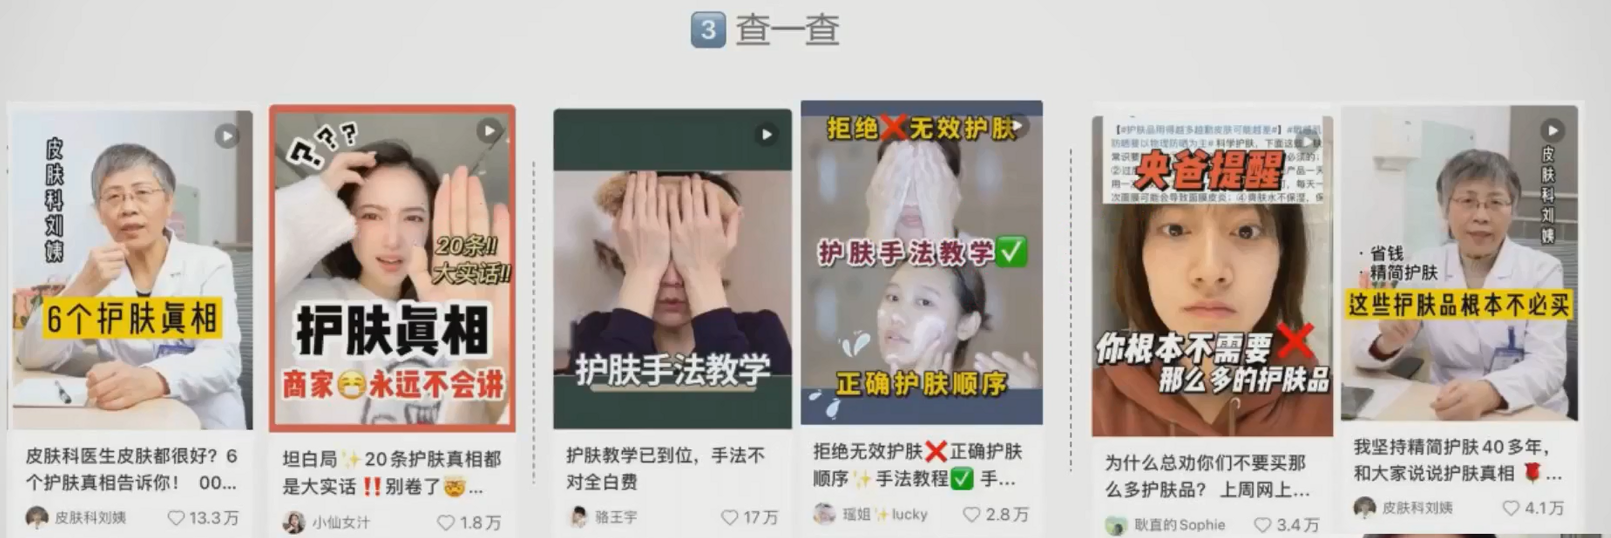 3 查一查
皮肤科刘姨
6个护肤真相
皮肤科医生皮肤都很好？6
个护肤真相告诉你！ 00...
皮肤科刘姨
13.3万
???
20条!!
大实话!!
护肤真相
商家😷永远不会讲
坦白局✨20条护肤真相都
是大实话‼️别卷了🤯...
小仙女汁
1.8万
护肤手法教学
护肤教学已到位，手法不
对全白费
骆王宇
17万
拒绝❌无效护肤
护肤手法教学✅
正确护肤顺序
拒绝无效护肤❌正确护肤
顺序✨手法教程✅ 手...
瑶姐✨lucky
2.8万
央爸提醒
你根本不需要❌
那么多的护肤品
为什么总劝你们不要买那
么多护肤品？ 上周网上...
耿直的Sophie
3.4万
皮肤科刘姨
·省钱
·精简护肤
这些护肤品根本不必买
我坚持精简护肤40多年，
和大家说说护肤真相🌹...
皮肤科刘姨
4.1万